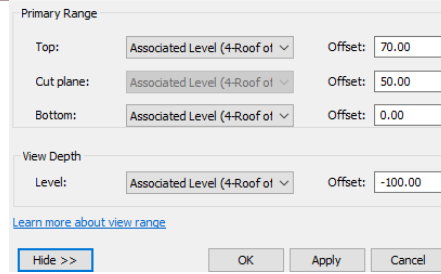 Primary Range
Top: Associated Level (4-Roof of Offset: 70.00
Cut plane: Associated Level (4-Roof of Offset: 50.00
Bottom: Associated Level (4-Roof of Offset: 0.00
View Depth
Level: Associated Level (4-Roof of Offset: -100.00
Learn more about view range
Hide >> OK Apply Cancel